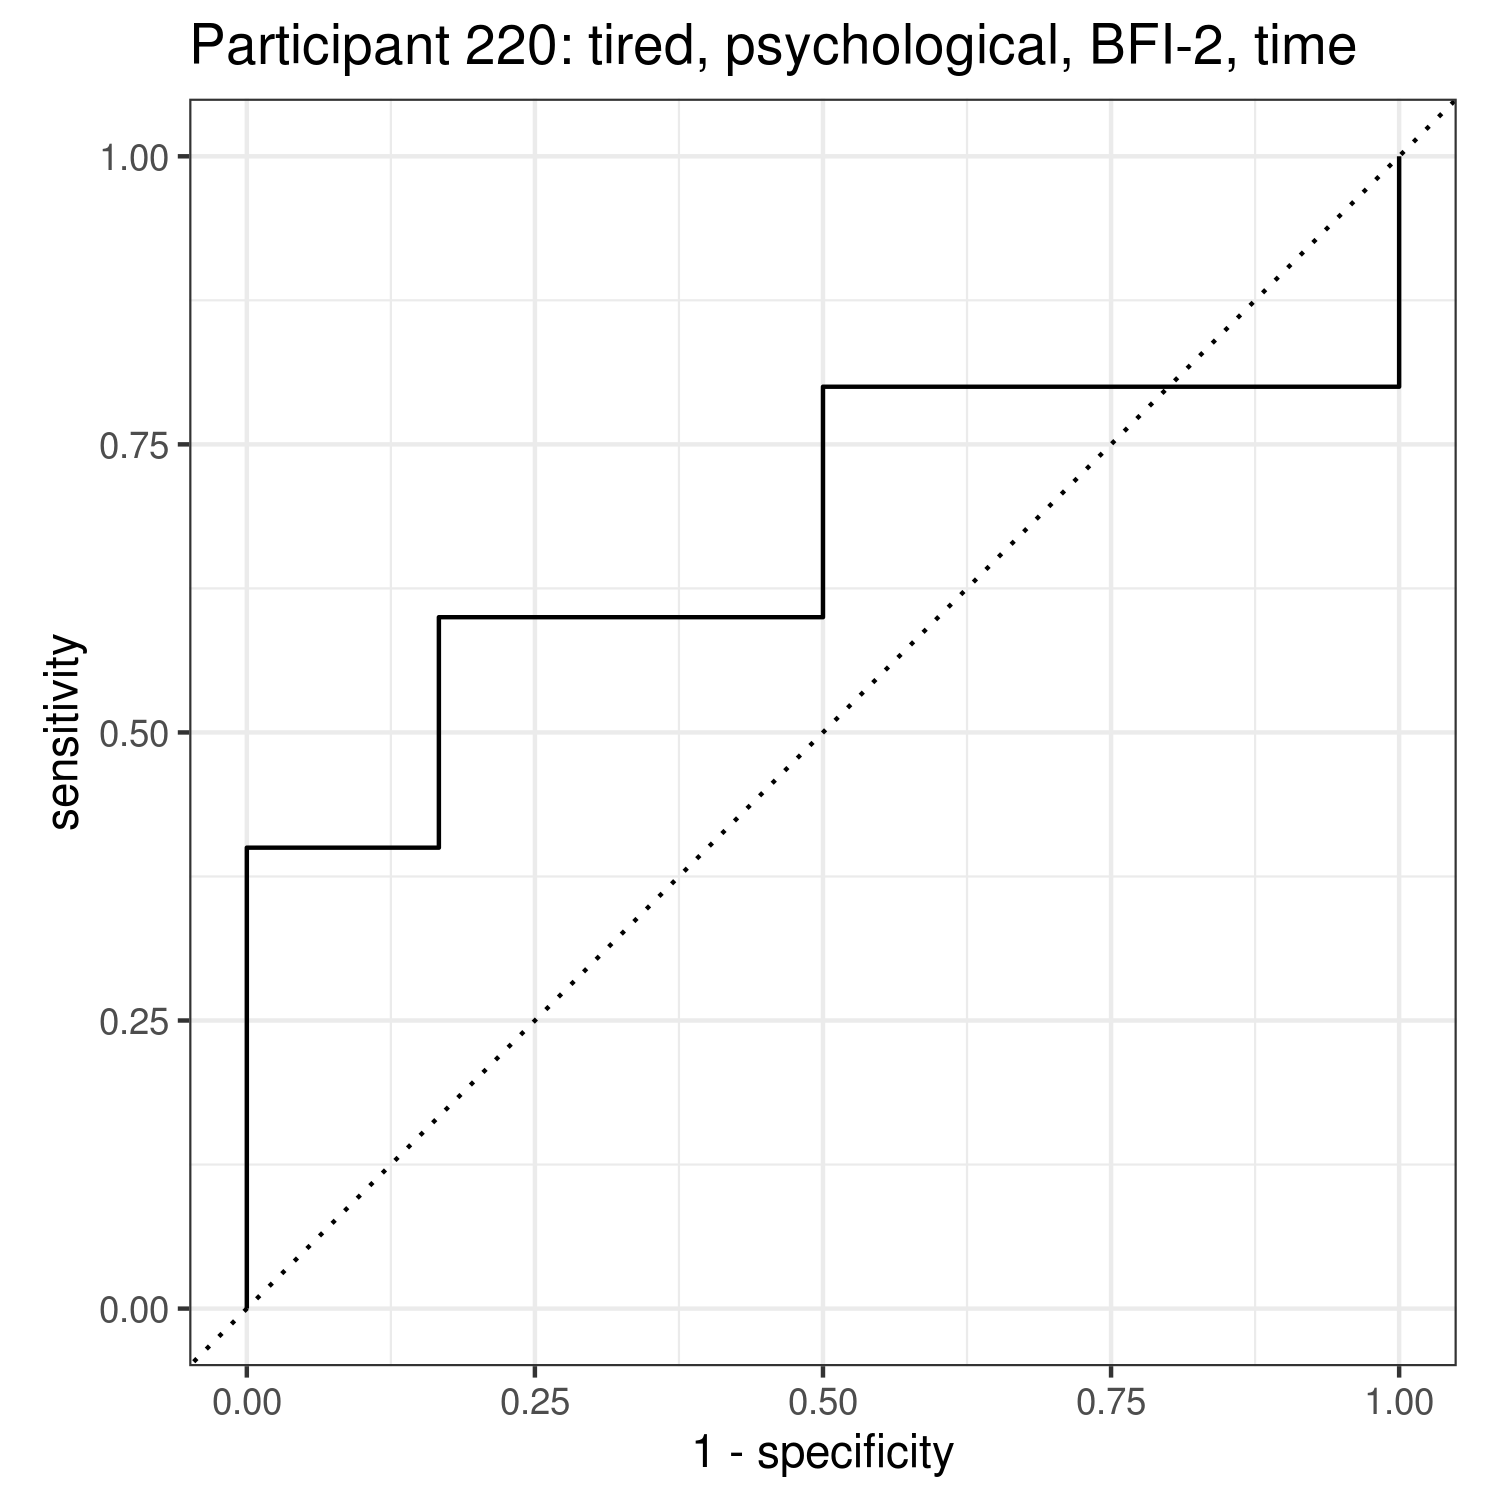 Participant 220: tired, psychological, BFI-2, time
1.00
0.75
0.50
0.25
0.00
sensitivity
0.00 0.25 0.50 0.75 1.00
1 - specificity